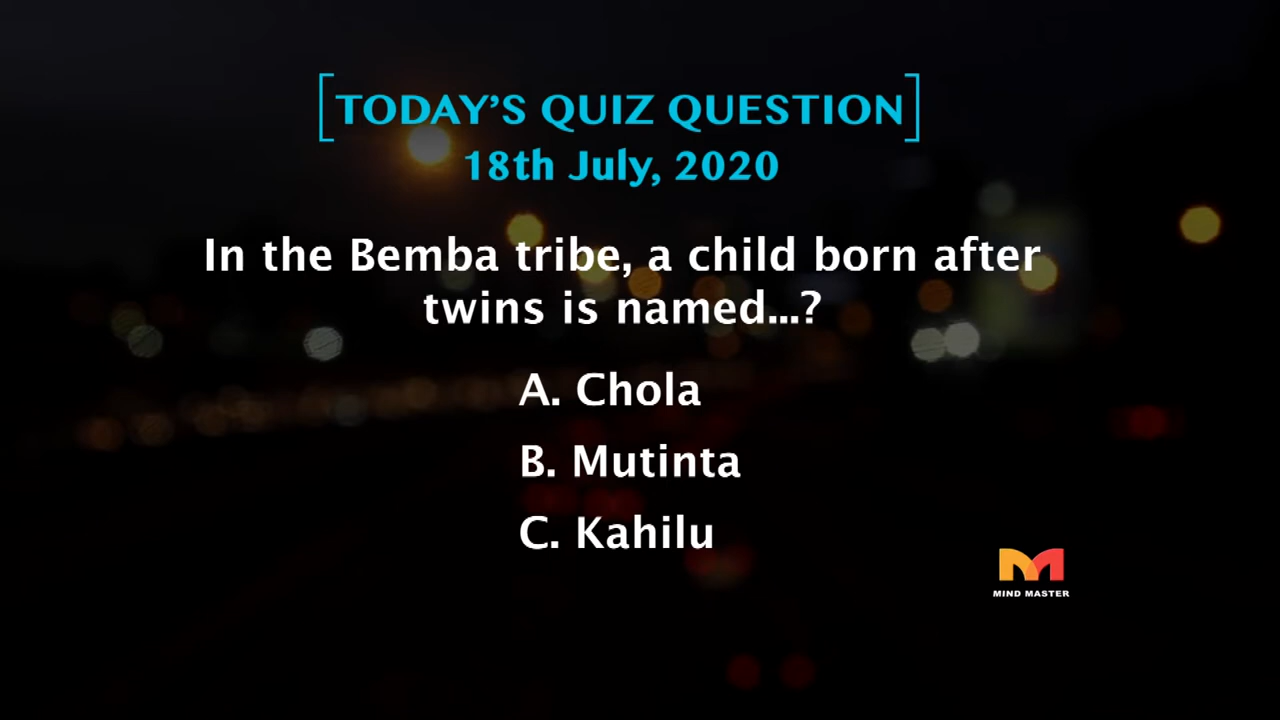 [TODAY'S QUIZ QUESTION]
18th July, 2020
In the Bemba tribe, a child born after
twins is named...?
A. Chola
B. Mutinta
C. Kahilu
MIND MASTER